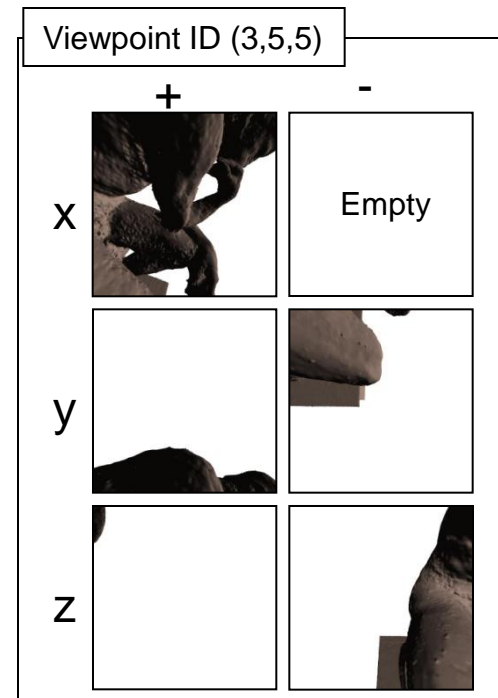 Viewpoint ID (3,5,5)
+ -
x Empty
y
z